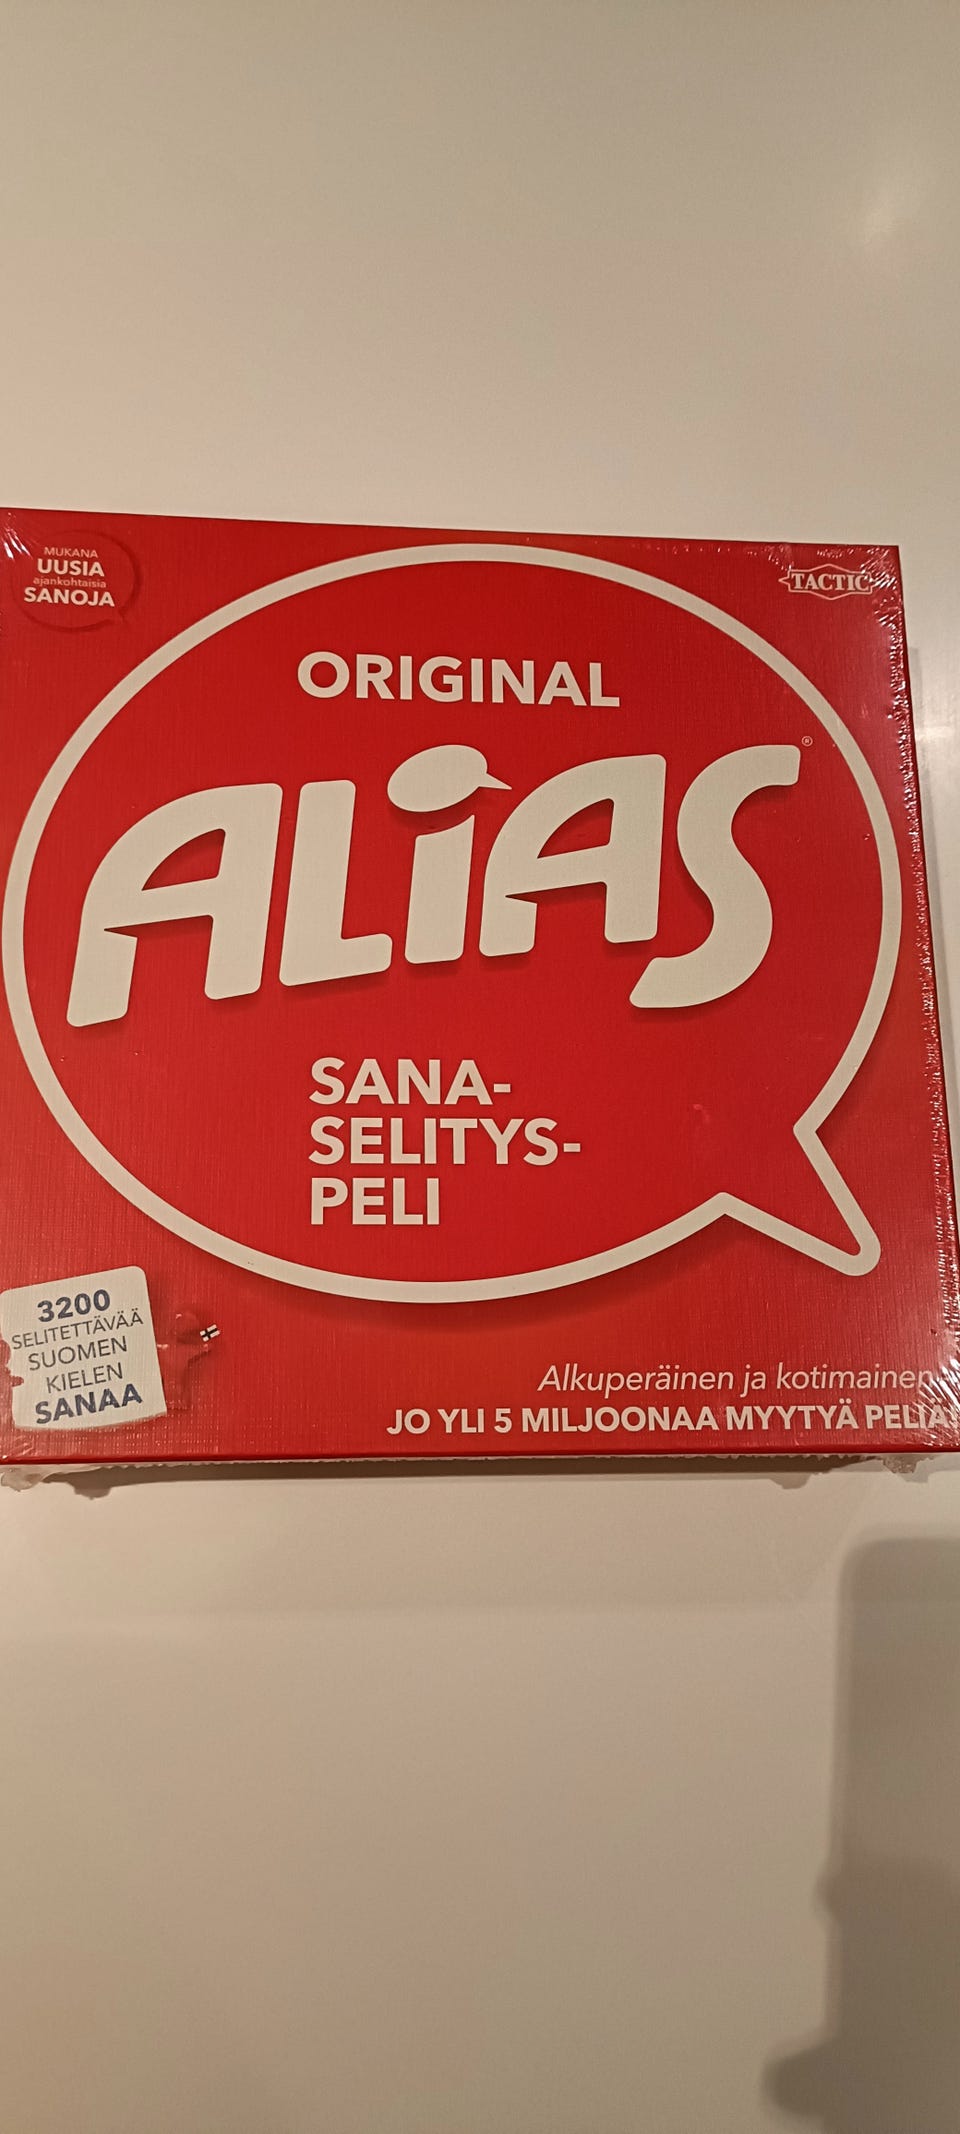 MUKANA
UUSIA
ajankohtaisia
SANOJA
TACTIC
ORIGINAL
ALiAS®
SANA-
SELITYS-
PELI
3200
SELITETTÄVÄÄ
SUOMEN
KIELEN
SANAA
Alkuperäinen ja kotimainen
JO YLI 5 MILJOONAA MYYTYÄ PELIÄ!